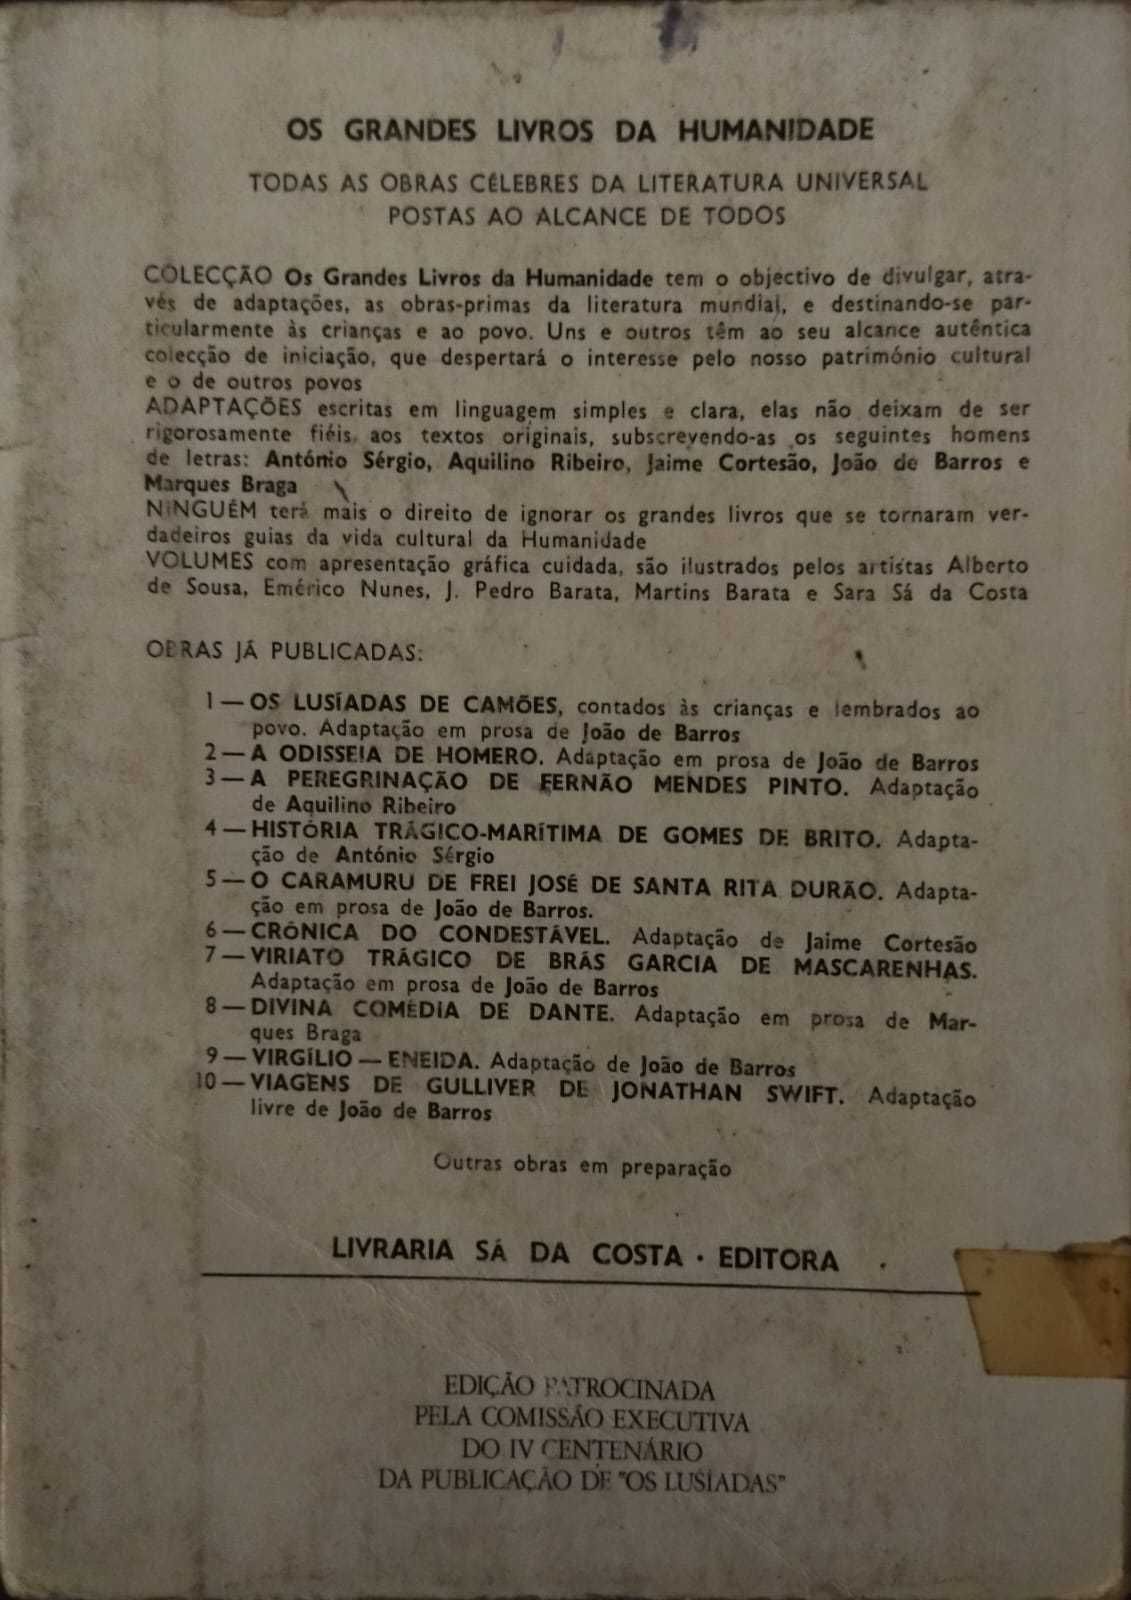 OS GRANDES LIVROS DA HUMANIDADE
TODAS AS OBRAS CÉLEBRES DA LITERATURA UNIVERSAL
POSTAS AO ALCANCE DE TODOS
COLECÇÃO Os Grandes Livros da Humanidade tem o objectivo de divulgar, atra-
vés de adaptações, as obras-primas da literatura mundial, e destinando-se par-
ticularmente às crianças e ao povo. Uns e outros têm ao seu alcance autêntica
colecção de iniciação, que despertará o interesse pelo nosso património cultural
e o de outros povos
ADAPTAÇÕES escritas em linguagem simples e clara, elas não deixam de ser
rigorosamente fiéis aos textos originais, subscrevendo-as os seguintes homens
de letras: António Sérgio, Aquilino Ribeiro, Jaime Cortesão, João de Barros e
Marques Braga
NINGUÉM terá mais o direito de ignorar os grandes livros que se tornaram ver-
dadeiros guias da vida cultural da Humanidade
VOLUMES com apresentação gráfica cuidada, são ilustrados pelos artistas Alberto
de Sousa, Emérico Nunes, J. Pedro Barata, Martins Barata e Sara Sá da Costa
OBRAS JÁ PUBLICADAS:
1 — OS LUSÍADAS DE CAMÕES, contados às crianças e lembrados ao
povo. Adaptação em prosa de João de Barros
2 — A ODISSEIA DE HOMERO. Adaptação em prosa de João de Barros
3 — A PEREGRINAÇÃO DE FERNÃO MENDES PINTO. Adaptação
de Aquilino Ribeiro
4 — HISTÓRIA TRÁGICO-MARÍTIMA DE GOMES DE BRITO. Adapta-
ção de António Sérgio
5 — O CARAMURU DE FREI JOSÉ DE SANTA RITA DURÃO. Adapta-
ção em prosa de João de Barros.
6 — CRÓNICA DO CONDESTÁVEL. Adaptação de Jaime Cortesão
7 — VIRIATO TRÁGICO DE BRÁS GARCIA DE MASCARENHAS.
Adaptação em prosa de João de Barros
8 — DIVINA COMÉDIA DE DANTE. Adaptação em prosa de Mar-
ques Braga
9 — VIRGÍLIO — ENEIDA. Adaptação de João de Barros
10 — VIAGENS DE GULLIVER DE JONATHAN SWIFT. Adaptação
livre de João de Barros
Outras obras em preparação
LIVRARIA SÁ DA COSTA · EDITORA
EDIÇÃO PATROCINADA
PELA COMISSÃO EXECUTIVA
DO IV CENTENÁRIO
DA PUBLICAÇÃO DE "OS LUSÍADAS"